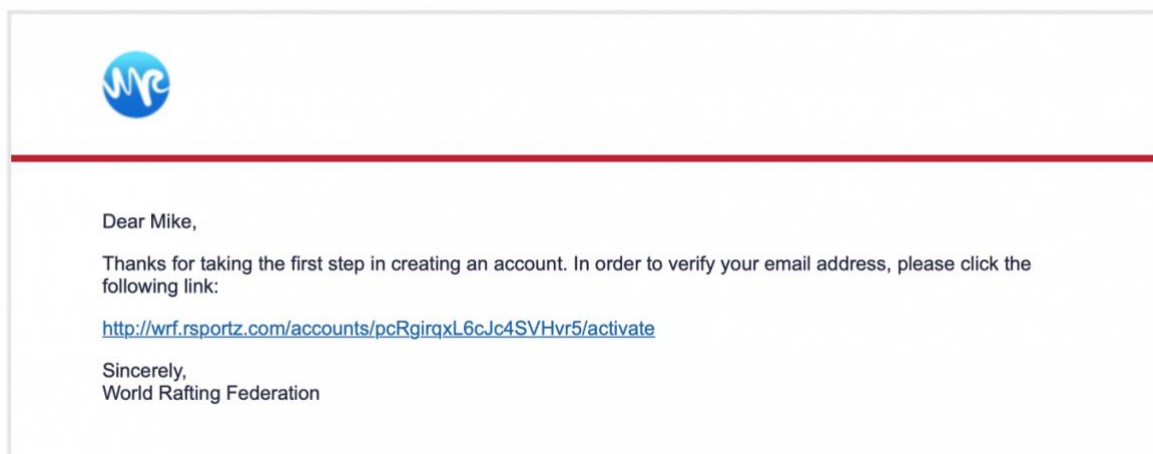 Dear Mike,
Thanks for taking the first step in creating an account. In order to verify your email address, please click the
following link:
http://wrf.rsportz.com/accounts/pcRgirqxL6cJc4SVHvr5/activate
Sincerely,
World Rafting Federation